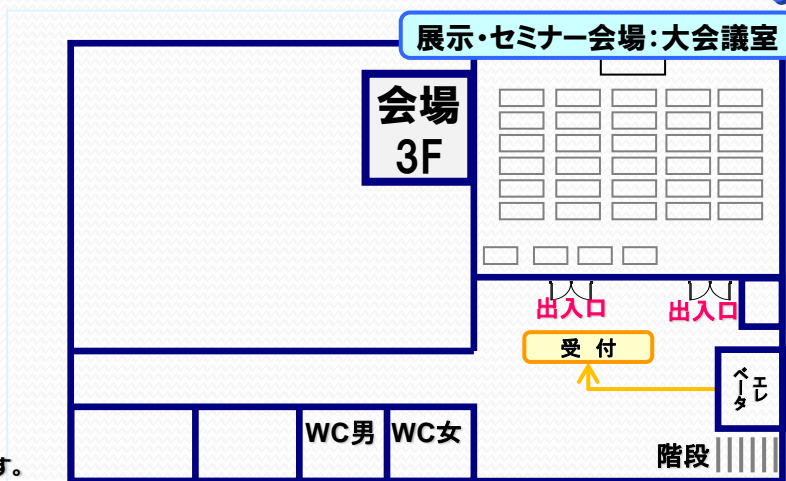 展示・セミナー会場：大会議室
会場
3F
出入口
出入口
受 付
エレ
ベータ
WC男
WC女
階段
す。